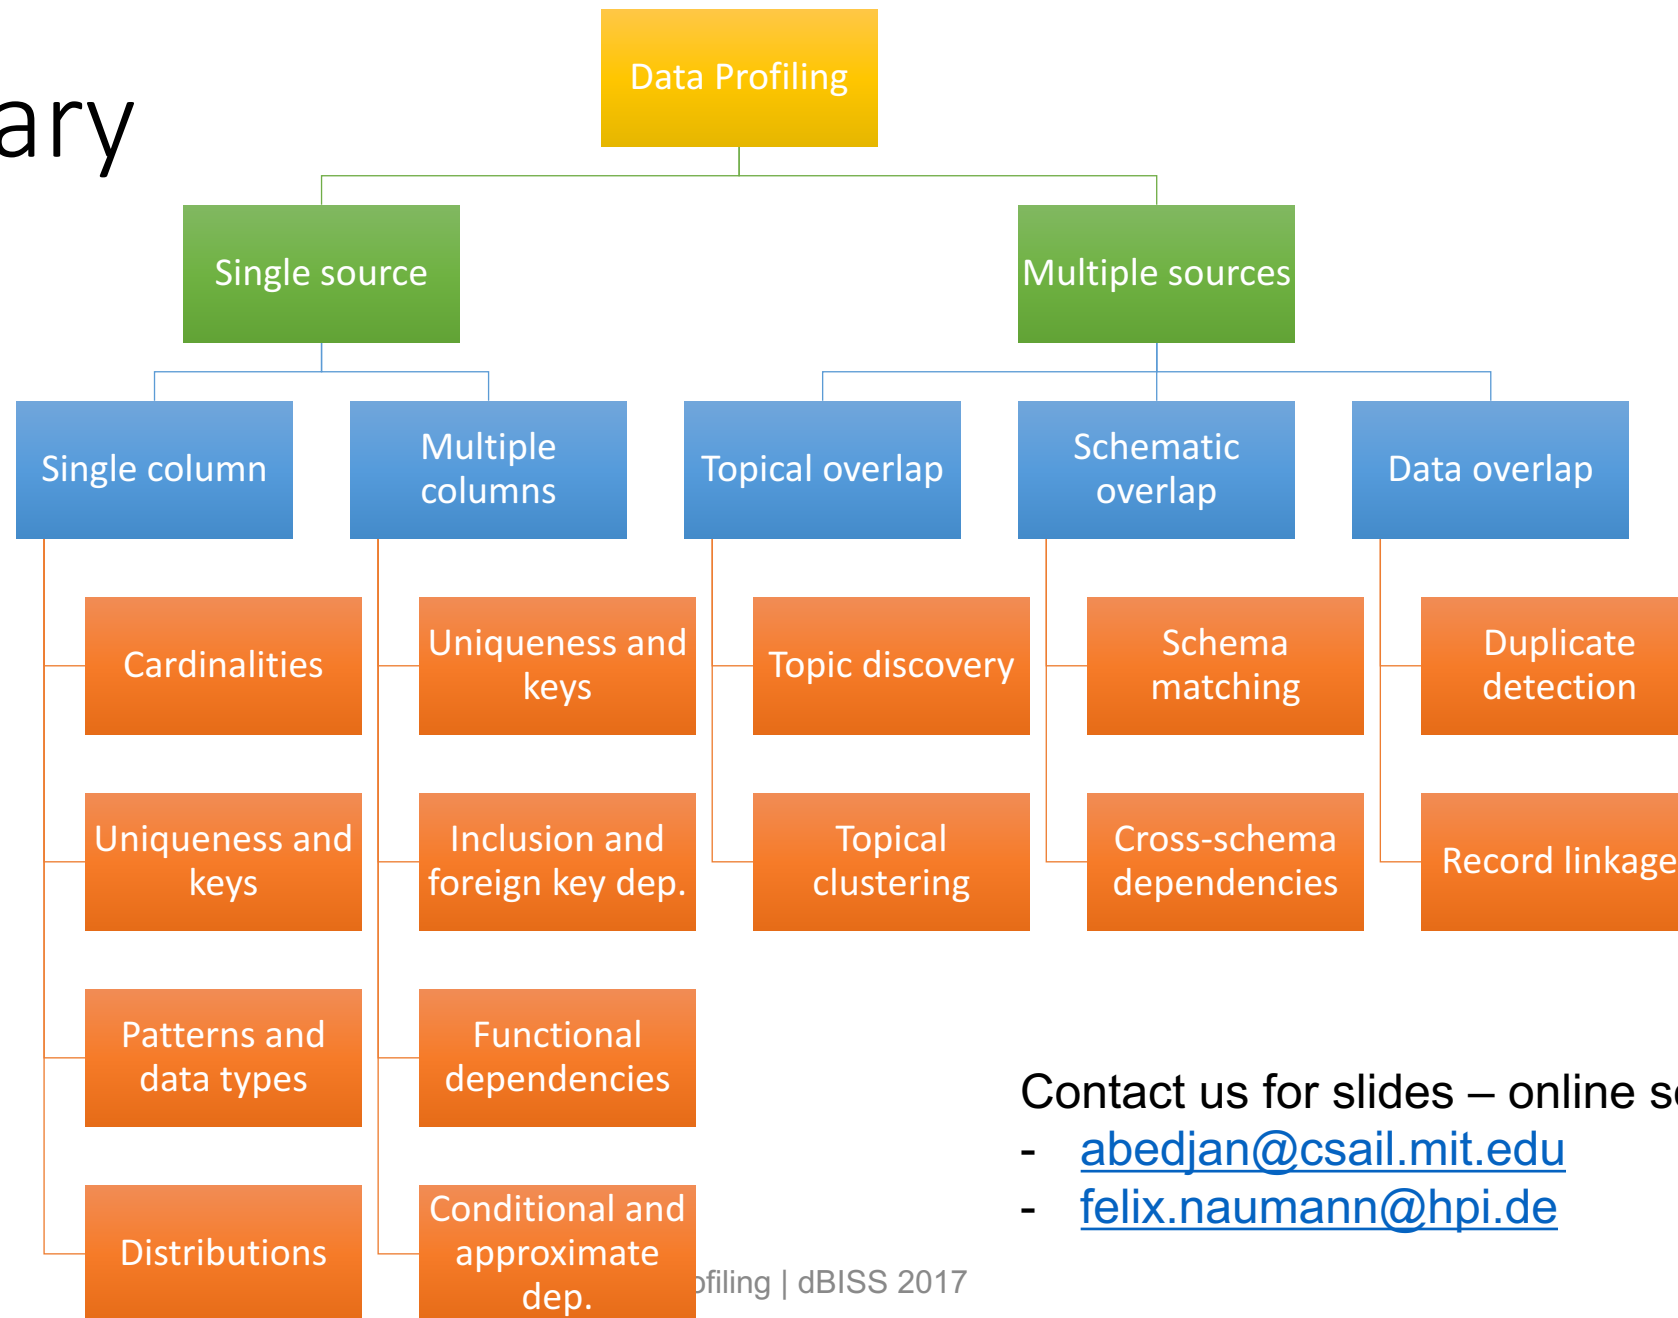 Data Profiling
ary
Single source
Multiple sources
Single column
Multiple
columns
Topical overlap
Schematic
overlap
Data overlap
Cardinalities
Uniqueness and
keys
Topic discovery
Schema
matching
Duplicate
detection
Uniqueness and
keys
Inclusion and
foreign key dep.
Topical
clustering
Cross-schema
dependencies
Record linkage
Patterns and
data types
Functional
dependencies
Distributions
Conditional and
approximate
dep.
Contact us for slides – online
- abedjan@csail.mit.edu
- felix.naumann@hpi.de
ofiling | dBISS 2017